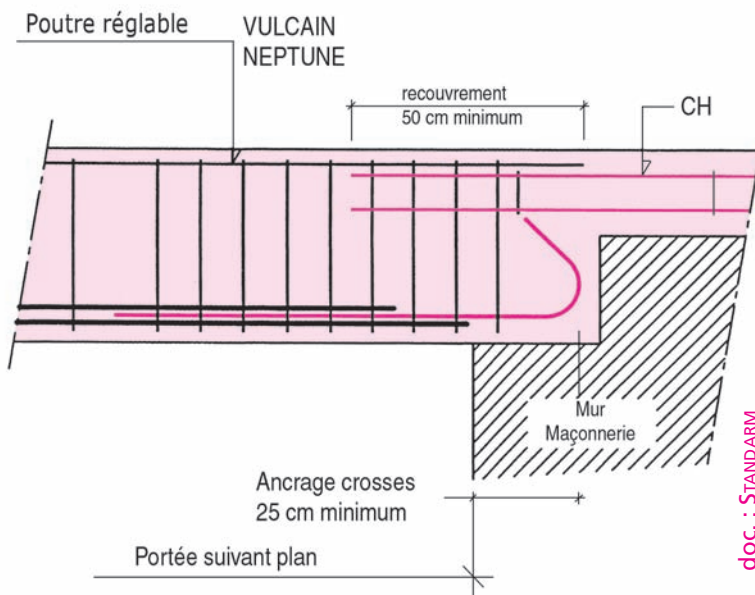 Poutre réglable
VULCAIN
NEPTUNE
recouvrement
50 cm minimum
CH
Mur
Maçonnerie
Ancrage crosses
25 cm minimum
Portée suivant plan
doc. : STANDARM